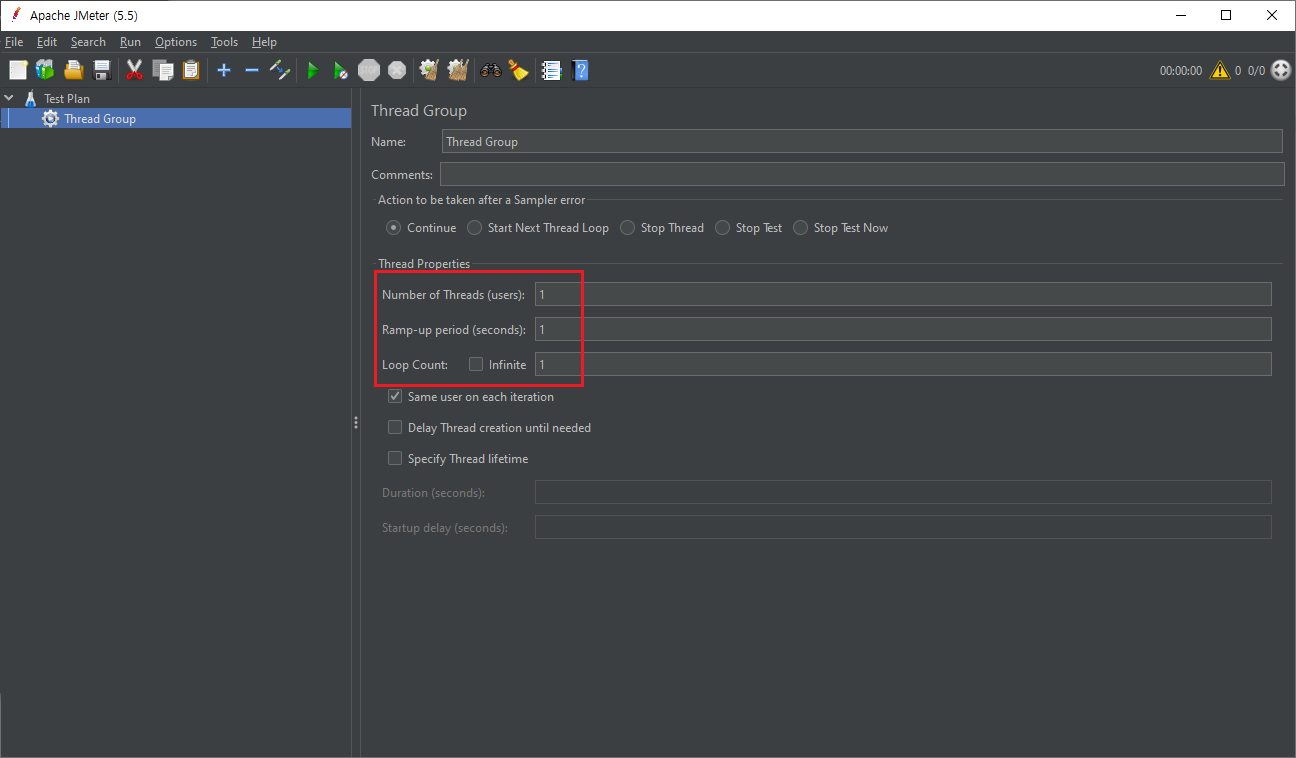 Apache JMeter (5.5)
File Edit Search Run Options Tools Help
STOP 00:00:00 0 0/0
Test Plan
Thread Group
Thread Group
Name: Thread Group
Comments:
Action to be taken after a Sampler error
Continue Start Next Thread Loop Stop Thread Stop Test Stop Test Now
Thread Properties
Number of Threads (users): 1
Ramp-up period (seconds): 1
Loop Count: Infinite 1
Same user on each iteration
Delay Thread creation until needed
Specify Thread lifetime
Duration (seconds):
Startup delay (seconds):